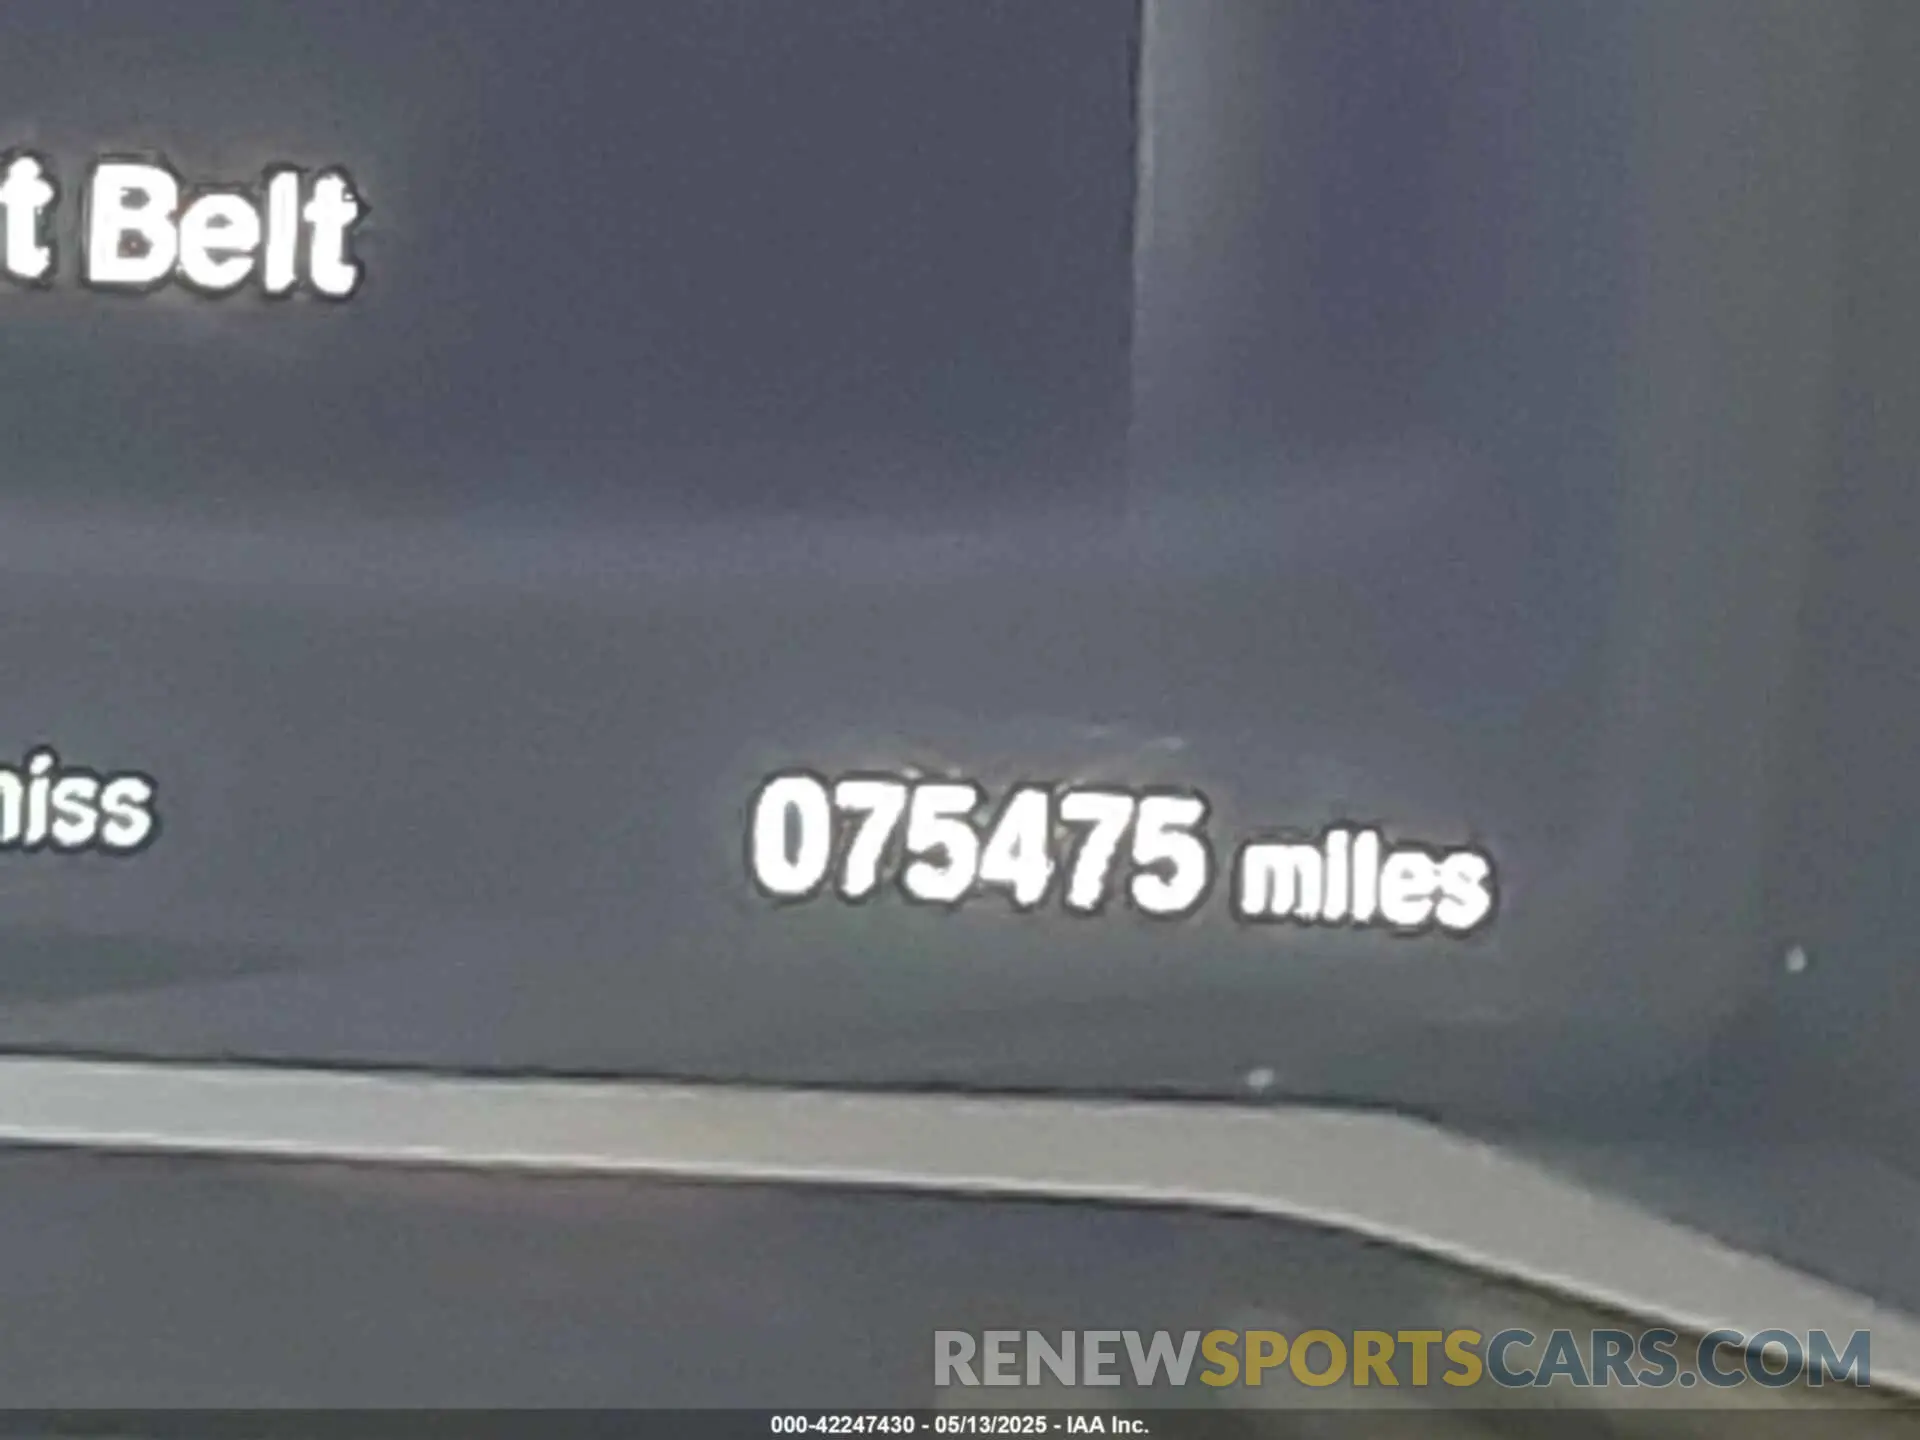 t Belt
niss
075475 miles
RENEWSPORTSCARS.COM
000-42247430 - 05/13/2025 - IAA Inc.